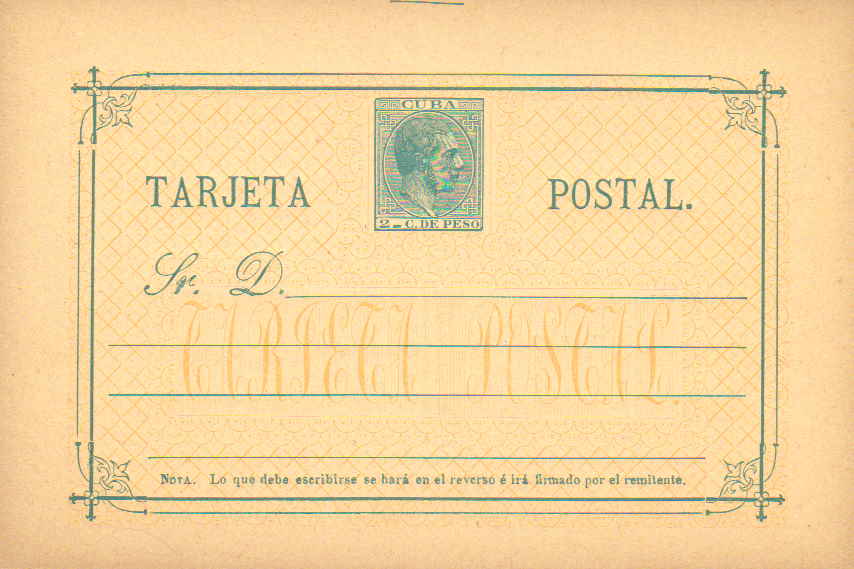 CUBA
TARJETA POSTAL.
2 C. DE PESO
Sr. D.
TARJETA POSTAL.
NOTA. Lo que debe escribirse se hará en el reverso é irá firmado por el remitente.